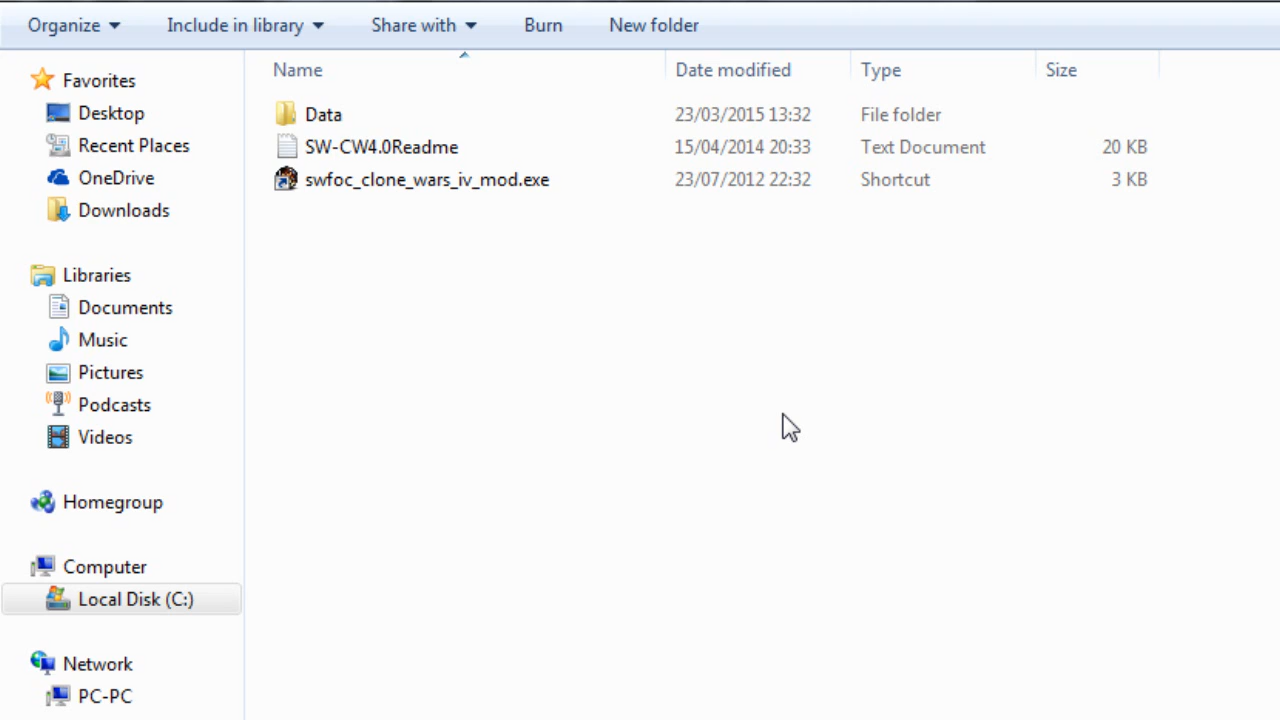 Organize Include in library Share with Burn New folder
Name Date modified Type Size
Favorites
Desktop
Recent Places
OneDrive
Downloads
Libraries
Documents
Music
Pictures
Podcasts
Videos
Homegroup
Computer
Local Disk (C:)
Network
PC-PC
Data 23/03/2015 13:32 File folder
SW-CW4.0Readme 15/04/2014 20:33 Text Document 20 KB
swfoc_clone_wars_iv_mod.exe 23/07/2012 22:32 Shortcut 3 KB